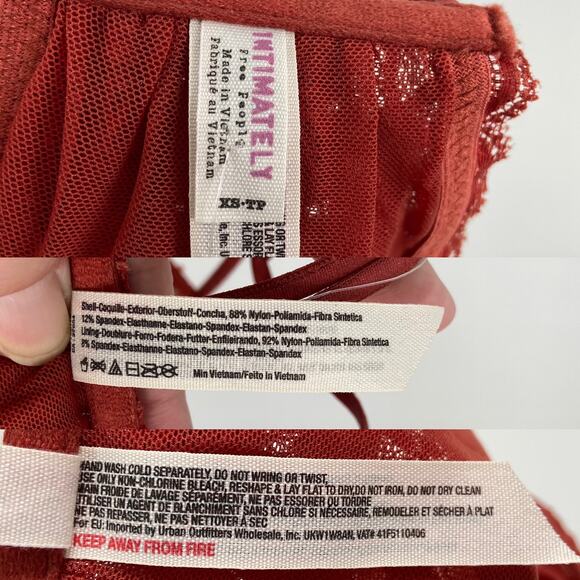 INTIMATELY
Free People
Made in Vietnam
Fabriqué au Vietnam
XS·TP
Shell-Coquille-Exterior-Oberstoff-Concha, 88% Nylon-Poliamida-Fibra Sintetica
12% Spandex-Elasthanne-Elastano-Spandex-Elastan-Spandex
Lining-Doublure-Forro-Fodera-Futter-Enflieirando, 92% Nylon-Poliamida-Fibra Sintetica
8% Spandex-Elasthanne-Elastano-Spandex-Elastan-Spandex
Min Vietnam/Feito in Vietnam
HAND WASH COLD SEPARATELY, DO NOT WRING OR TWIST,
USE ONLY NON-CHLORINE BLEACH, RESHAPE & LAY FLAT TO DRY,DO NOT IRON, DO NOT DRY CLEAN
MAIN FROIDE DE LAVAGE SÉPARÉMENT, NE PAS ESSORER OU TORDRE
UTILISER UN AGENT DE BLANCHIMENT SANS CHLORE SI NÉCESSAIRE, REMODELER ET SÉCHER À PLAT
NE PAS REPASSER, NE PAS NETTOYER À SEC
For EU: Imported by Urban Outfitters Wholesale, Inc. UKW1W8AN, VAT# 41F5110406
KEEP AWAY FROM FIRE